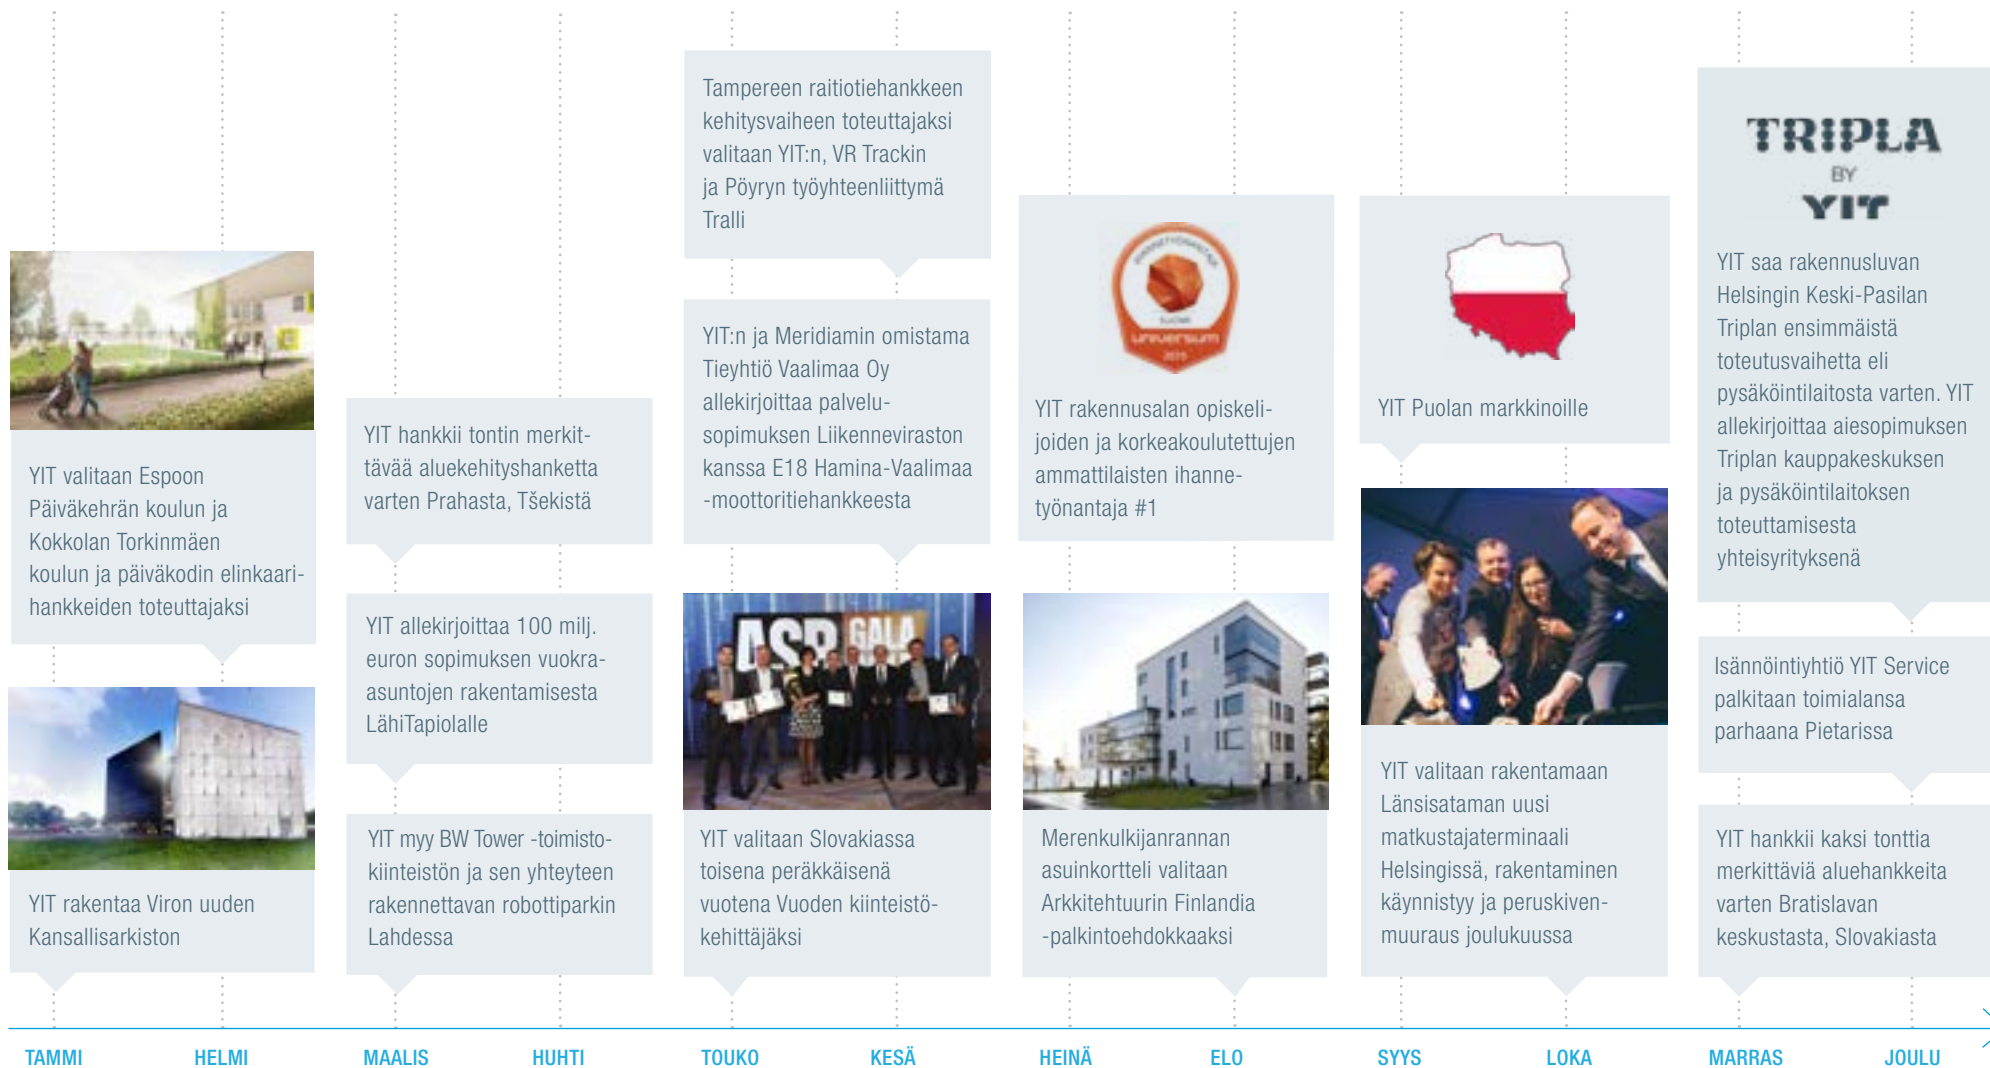 YIT valitaan Espoon
Päiväkehrän koulun ja
Kokkolan Torkinmäen
koulun ja päiväkodin elinkaari-
hankkeiden toteuttajaksi
YIT rakentaa Viron uuden
Kansallisarkiston
YIT hankkii tontin merkit-
tävää aluekehityshanketta
varten Prahasta, Tšekistä
YIT allekirjoittaa 100 milj.
euron sopimuksen vuokra-
asuntojen rakentamisesta
LähiTapiolalle
YIT myy BW Tower -toimisto-
kiinteistön ja sen yhteyteen
rakennettavan robottiparkin
Lahdessa
Tampereen raitiotiehankkeen
kehitysvaiheen toteuttajaksi
valitaan YIT:n, VR Trackin
ja Pöyryn työyhteenliittymä
Tralli
YIT:n ja Meridiamin omistama
Tieyhtiö Vaalimaa Oy
allekirjoittaa palvelu-
sopimuksen Liikenneviraston
kanssa E18 Hamina-Vaalimaa
-moottoritiehankkeesta
ASB GALA
YIT valitaan Slovakiassa
toisena peräkkäisenä
vuotena Vuoden kiinteistö-
kehittäjäksi
IHANNETYÖNANTAJA
SUOMI
universum
2015
YIT rakennusalan opiskeli-
joiden ja korkeakoulutettujen
ammattilaisten ihanne-
työnantaja #1
Merenkulkijanrannan
asuinkortteli valitaan
Arkkitehtuurin Finlandia
-palkintoehdokkaaksi
YIT Puolan markkinoille
YIT valitaan rakentamaan
Länsisataman uusi
matkustajaterminaali
Helsingissä, rakentaminen
käynnistyy ja peruskiven-
muuraus joulukuussa
TRIPLA
BY
YIT
YIT saa rakennusluvan
Helsingin Keski-Pasilan
Triplan ensimmäistä
toteutusvaihetta eli
pysäköintilaitosta varten. YIT
allekirjoittaa aiesopimuksen
Triplan kauppakeskuksen
ja pysäköintilaitoksen
toteuttamisesta
yhteisyrityksenä
Isännöintiyhtiö YIT Service
palkitaan toimialansa
parhaana Pietarissa
YIT hankkii kaksi tonttia
merkittäviä aluehankkeita
varten Bratislavan
keskustasta, Slovakiasta
TAMMI HELMI MAALIS HUHTI TOUKO KESÄ HEINÄ ELO SYYS LOKA MARRAS JOULU